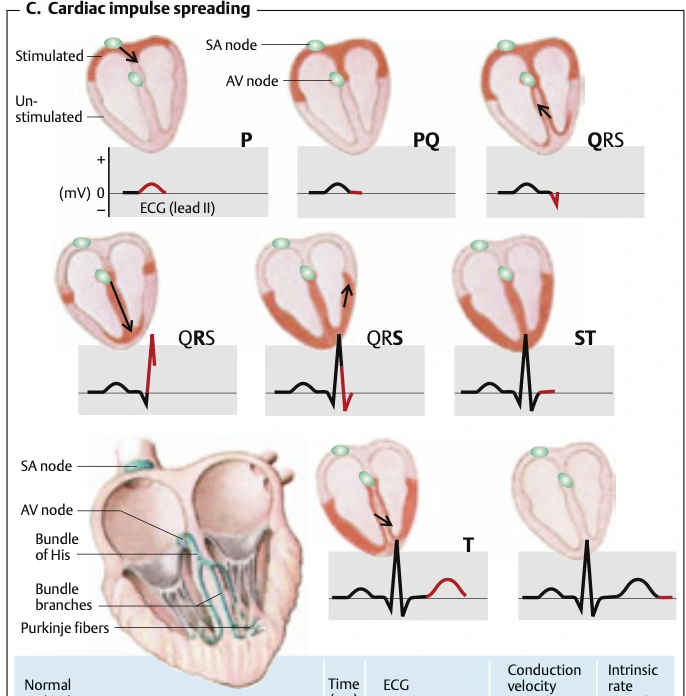 C. Cardiac impulse spreading
Stimulated
Un-
stimulated
P
+
(mV) 0
–
ECG (lead II)
SA node
AV node
PQ
QRS
QRS
QRS
ST
SA node
AV node
Bundle
of His
Bundle
branches
Purkinje fibers
T
Normal
Time
ECG
Conduction
velocity
Intrinsic
rate